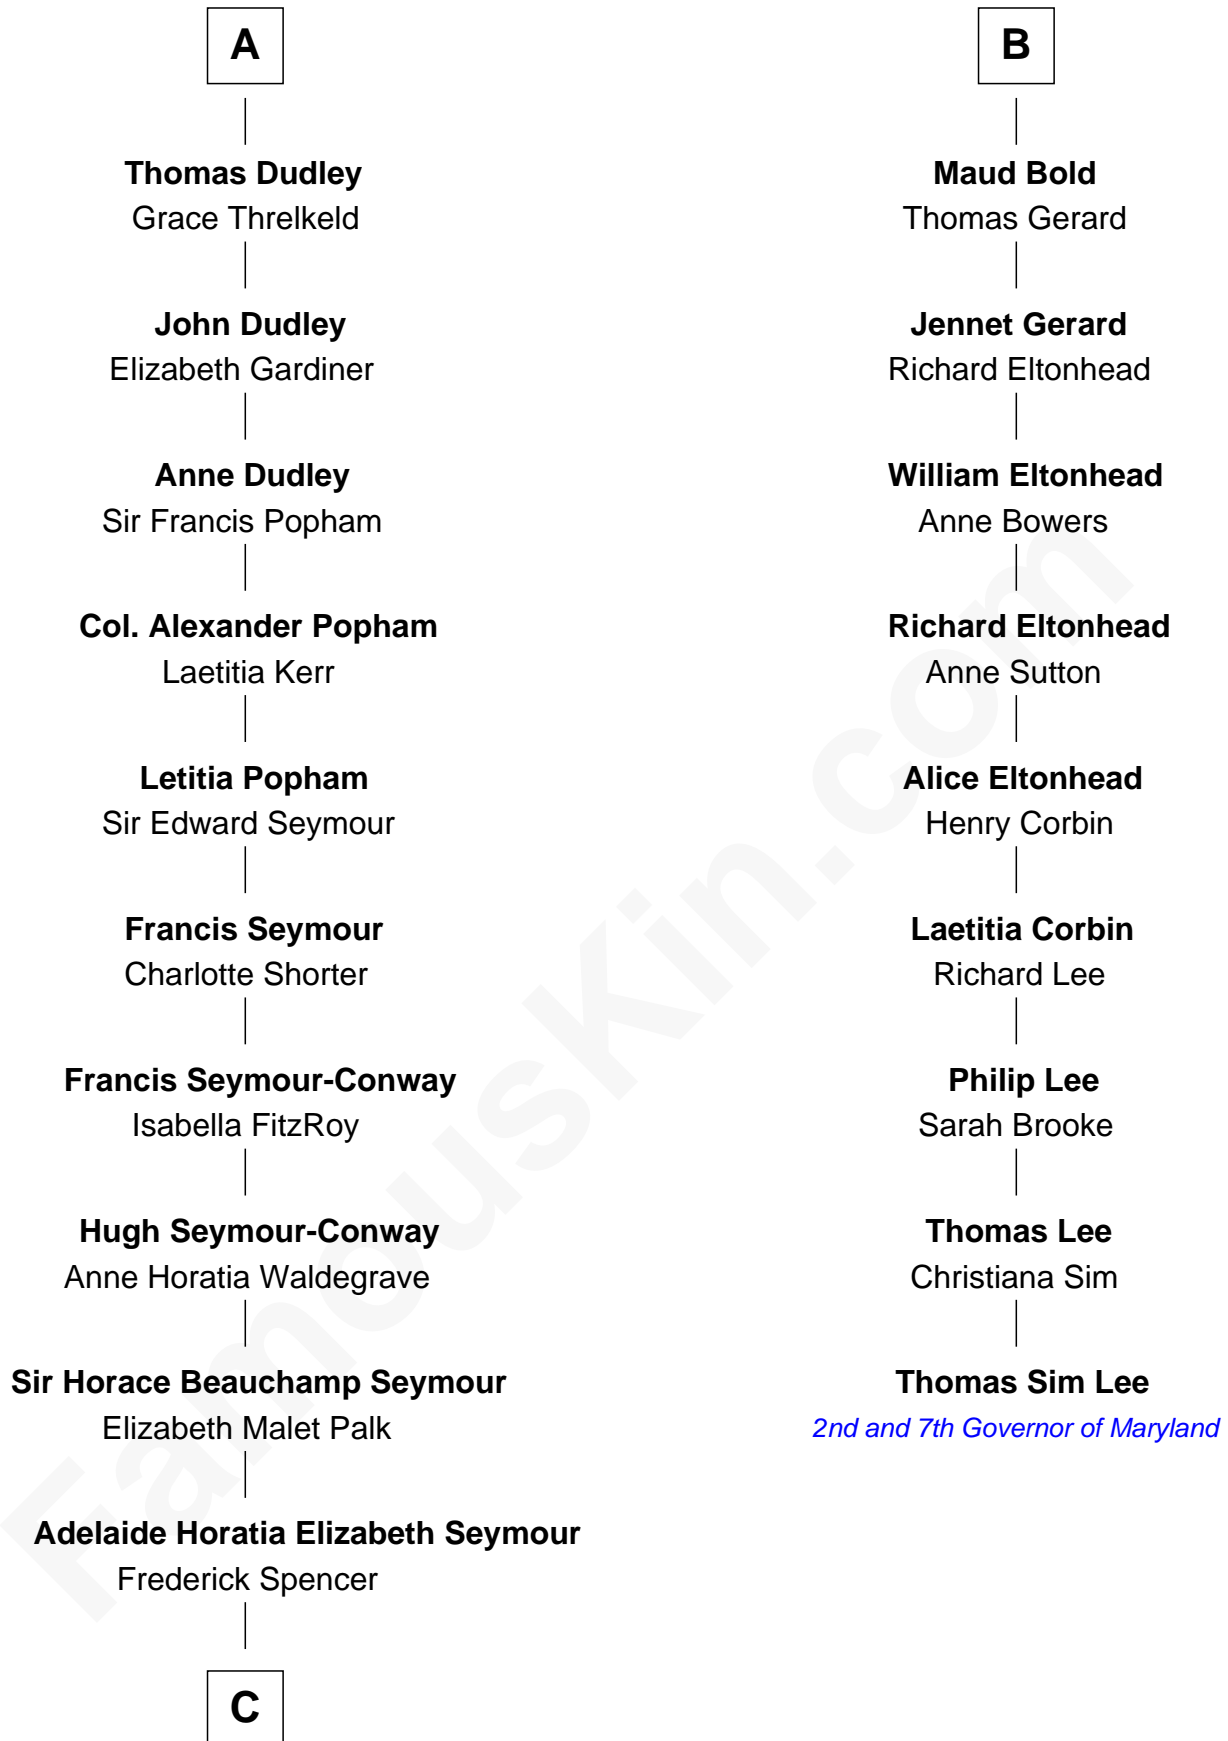 A
Thomas Dudley
Grace Threlkeld
John Dudley
Elizabeth Gardiner
Anne Dudley
Sir Francis Popham
Col. Alexander Popham
Laetitia Kerr
Letitia Popham
Sir Edward Seymour
Francis Seymour
Charlotte Shorter
Francis Seymour-Conway
Isabella FitzRoy
Hugh Seymour-Conway
Anne Horatia Waldegrave
Sir Horace Beauchamp Seymour
Elizabeth Malet Palk
Adelaide Horatia Elizabeth Seymour
Frederick Spencer
C
B
Maud Bold
Thomas Gerard
Jennet Gerard
Richard Eltonhead
William Eltonhead
Anne Bowers
Richard Eltonhead
Anne Sutton
Alice Eltonhead
Henry Corbin
Laetitia Corbin
Richard Lee
Philip Lee
Sarah Brooke
Thomas Lee
Christiana Sim
Thomas Sim Lee
2nd and 7th Governor of Maryland
FamousKin.com